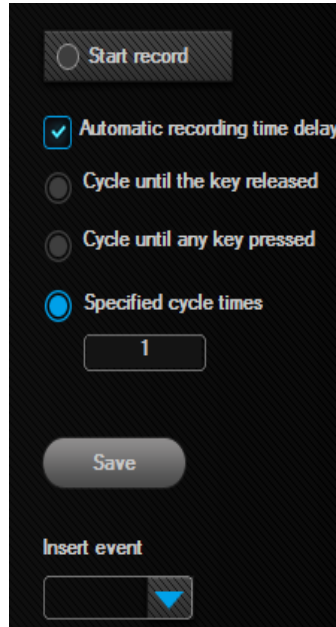 Start record
Automatic recording time delay
Cycle until the key released
Cycle until any key pressed
Specified cycle times
1
Save
Insert event